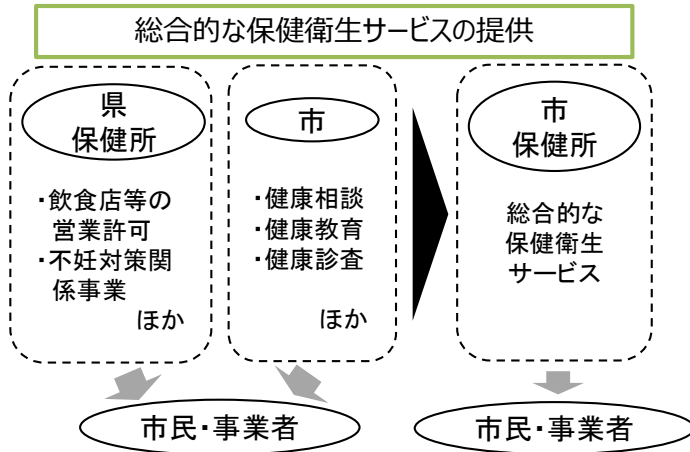 総合的な保健衛生サービスの提供
県
保健所
・飲食店等の
営業許可
・不妊対策関
係事業
ほか
市
・健康相談
・健康教育
・健康診査
ほか
市
保健所
総合的な
保健衛生
サービス
市民・事業者
市民・事業者